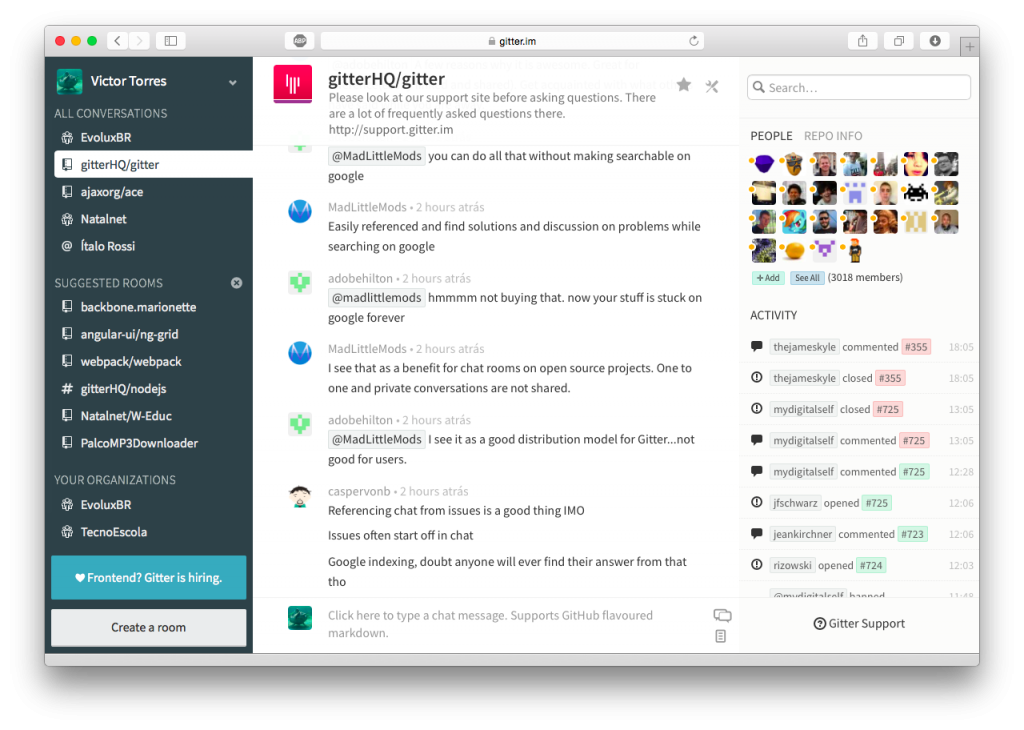 ABP
gitter.im
Victor Torres
ALL CONVERSATIONS
EvoluxBR
gitterHQ/gitter
ajaxorg/ace
Natalnet
@ Ítalo Rossi
SUGGESTED ROOMS
backbone.marionette
angular-ui/ng-grid
webpack/webpack
# gitterHQ/nodejs
Natalnet/W-Educ
PalcoMP3Downloader
YOUR ORGANIZATIONS
EvoluxBR
TecnoEscola
Frontend? Gitter is hiring.
Create a room
gitterHQ/gitter
Please look at our support site before asking questions. There
are a lot of frequently asked questions there.
http://support.gitter.im
@MadLittleMods you can do all that without making searchable on
google
MadLittleMods • 2 hours atrás
Easily referenced and find solutions and discussion on problems while
searching on google
adobehilton • 2 hours atrás
@madlittlemods hmmmm not buying that. now your stuff is stuck on
google forever
MadLittleMods • 2 hours atrás
I see that as a benefit for chat rooms on open source projects. One to
one and private conversations are not shared.
adobehilton • 2 hours atrás
@MadLittleMods I see it as a good distribution model for Gitter...not
good for users.
caspervonb • 2 hours atrás
Referencing chat from issues is a good thing IMO
Issues often start off in chat
Google indexing, doubt anyone will ever find their answer from that
tho
Click here to type a chat message. Supports GitHub flavoured
markdown.
Search...
PEOPLE REPO INFO
+ Add See All (3018 members)
ACTIVITY
thejameskyle commented #355 18:05
thejameskyle closed #355 18:05
mydigitalself closed #725 13:05
mydigitalself commented #725 13:05
mydigitalself commented #725 12:28
jfschwarz opened #725 12:06
jeankirchner commented #723 12:06
rizowski opened #724 12:03
@mydigitalself banned 11:48
Gitter Support